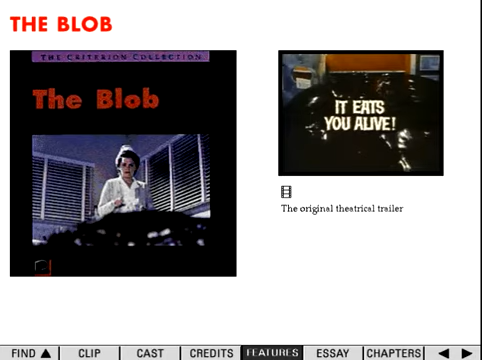 THE BLOB
THE CRITERION COLLECTION
The Blob
IT EATS
YOU ALIVE!
The original theatrical trailer
FIND ▲ CLIP CAST CREDITS FEATURES ESSAY CHAPTERS ◀ ▶